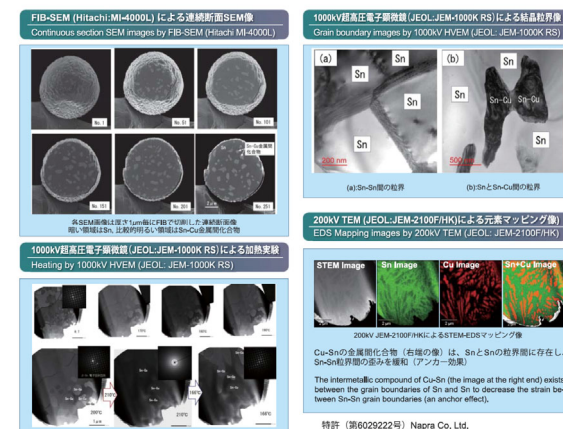 FIB-SEM (Hitachi:MI-4000L) による連続断面SEM像
Continuous section SEM images by FIB-SEM (Hitachi MI-4000L)
No.1
No.51
No.101
No.151
No.201
No.251
Sn-Cu金属間
化合物
2μm
各SEM画像は厚さ1μm毎にFIBで切削した連続断面像
暗い領域はSn, 比較的明るい領域はSn-Cu金属間化合物
1000kV超高圧電子顕微鏡(JEOL:JEM-1000K RS)による加熱実験
Heating by 1000kV HVEM (JEOL: JEM-1000K RS)
1μm
210℃
1000kV超高圧電子顕微鏡(JEOL:JEM-1000K RS)による結晶粒界像
Grain boundary images by 1000kV HVEM (JEOL: JEM-1000K RS)
(a)
Sn
Sn
Sn
Sn
200 nm
(b)
Sn
Sn
Sn-Cu
Sn-Cu
Sn
500
(a):Sn-Sn間の粒界
(b):SnとSn-Cu間の粒界
200kV TEM (JEOL:JEM-2100F/HK)による元素マッピング像)
EDS Mapping images by 200kV TEM (JEOL: JEM-2100F/HK)
STEM Image
Sn Image
Cu Image
Sn+Cu Image
2μm
2μm
200kV JEM-2100F/HKによるSTEM-EDSマッピング像
Cu-Snの金属間化合物（右端の像）は、SnとSnの粒界間に存在し、
Sn-Sn粒界間の歪みを緩和（アンカー効果）
The intermetallic compound of Cu-Sn (the image at the right end) exists
between the grain boundaries of Sn and Sn to decrease the strain be-
tween Sn-Sn grain boundaries (an anchor effect).
特許（第6029222号）Napra Co, Ltd.